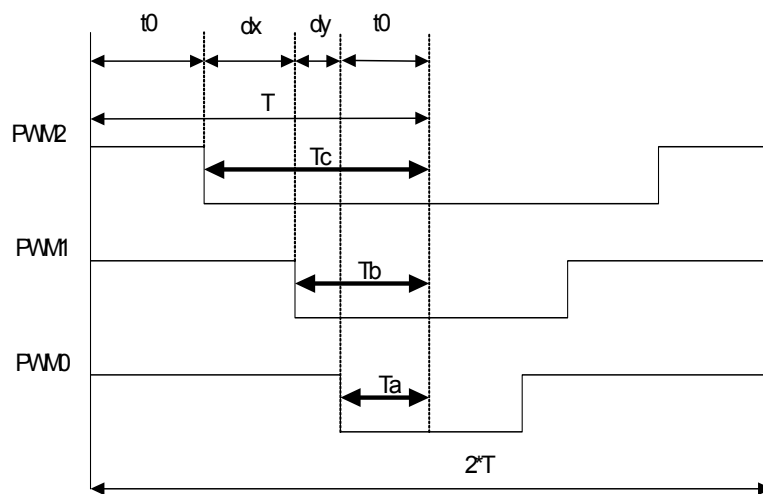 t0 dx dy t0
T
PWM2
Tc
PWM1
Tb
PWM0
Ta
2*T